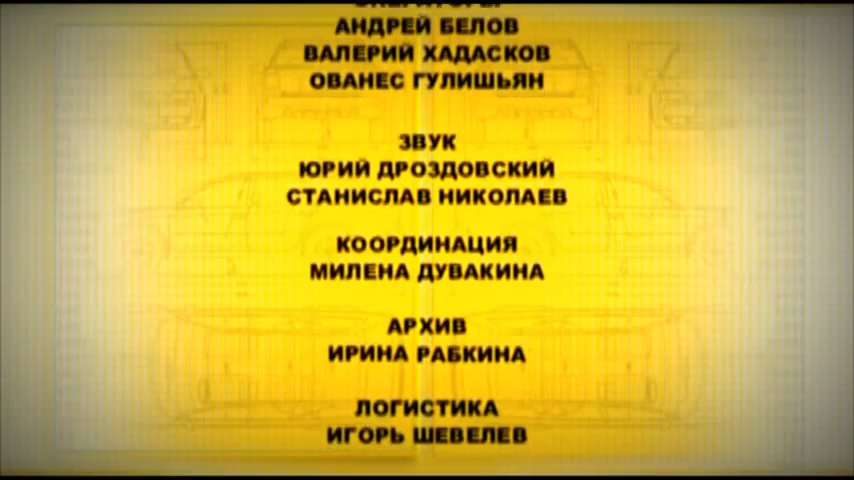 ОПЕРАТОРЫ
АНДРЕЙ БЕЛОВ
ВАЛЕРИЙ ХАДАСКОВ
ОВАНЕС ГУЛИШЬЯН
ЗВУК
ЮРИЙ ДРОЗДОВСКИЙ
СТАНИСЛАВ НИКОЛАЕВ
КООРДИНАЦИЯ
МИЛЕНА ДУВАКИНА
АРХИВ
ИРИНА РАБКИНА
ЛОГИСТИКА
ИГОРЬ ШЕВЕЛЕВ